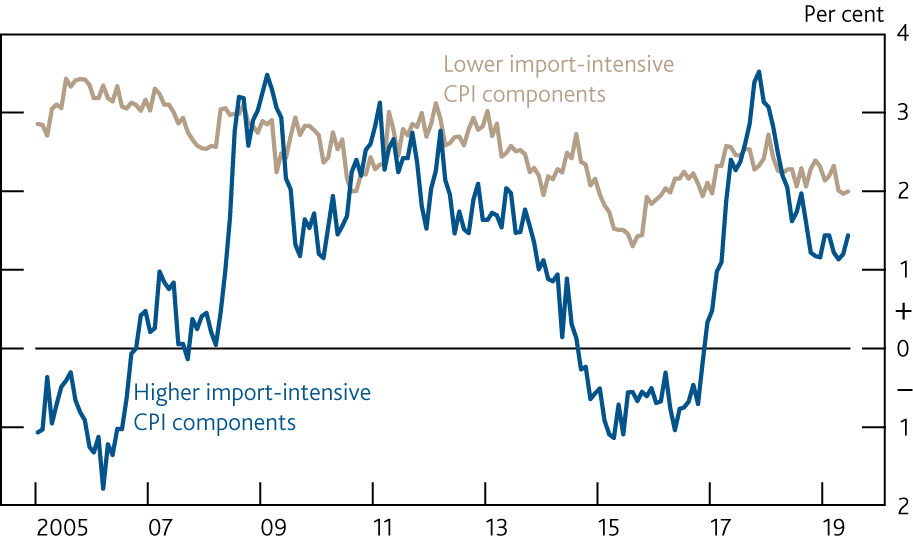 Per cent
4
Lower import-intensive
CPI components
3
2
1
+
0
–
Higher import-intensive
CPI components
1
2
2005 07 09 11 13 15 17 19